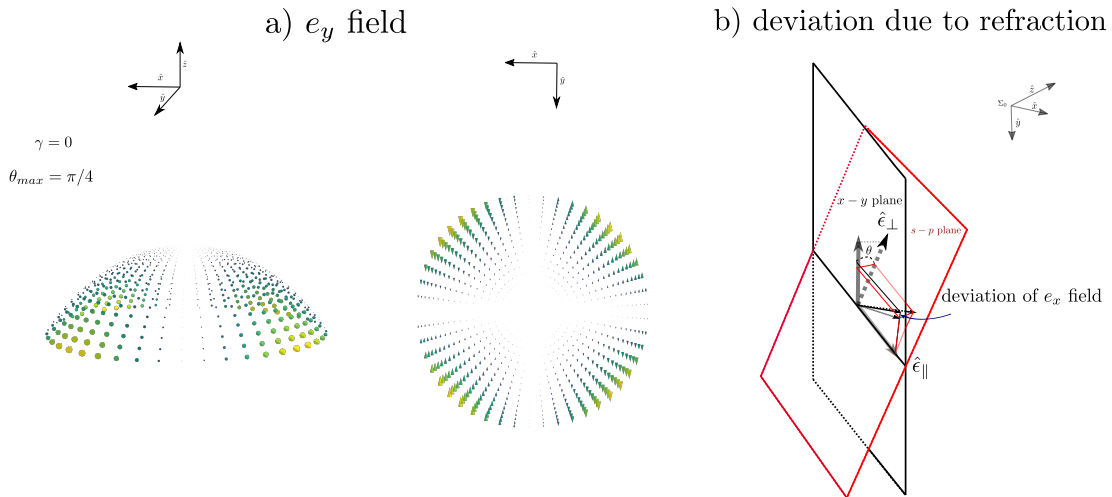 a) $e_y$ field
b) deviation due to refraction
$\hat{z}$
$\hat{x}$
$\hat{y}$
$\hat{x}$
$\hat{y}$
$\gamma = 0$
$\theta_{max} = \pi/4$
$\hat{z}$
$\Sigma_0$
$\hat{x}$
$\hat{y}$
$x - y$ plane
$\hat{\epsilon}_\perp$
$s - p$ plane
$\theta$
deviation of $e_x$ field
$\hat{\epsilon}_\parallel$